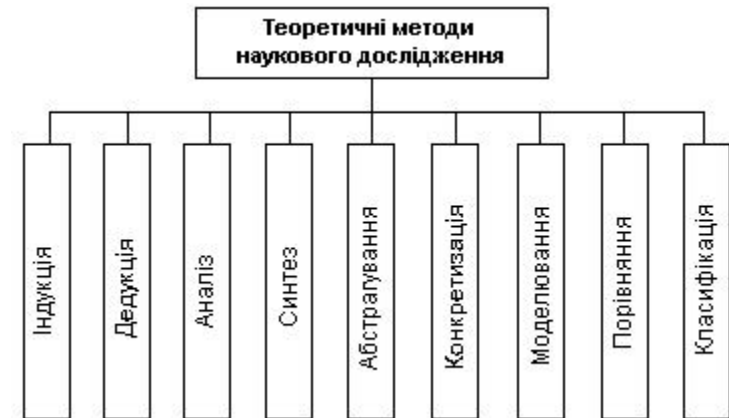 Теоретичні методи
наукового дослідження
Індукція
Дедукція
Аналіз
Синтез
Абстрагування
Конкретизація
Моделювання
Порівняння
Класифікація